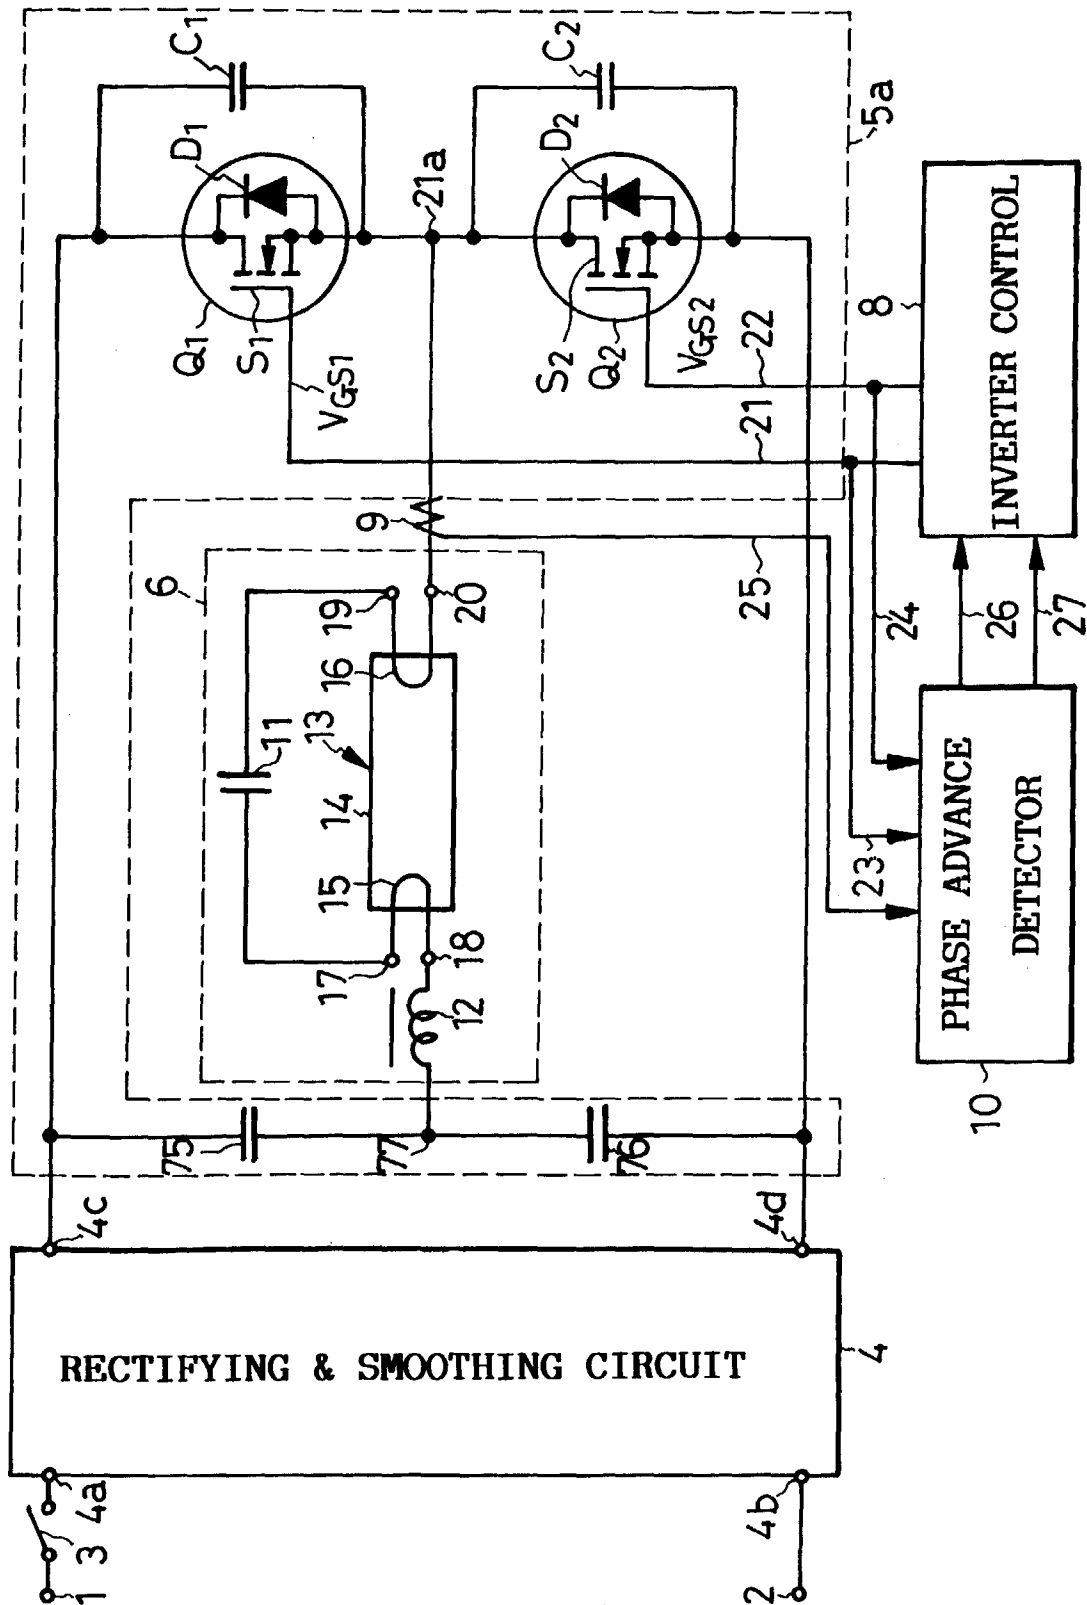 1
3
4a
2
4b
RECTIFYING & SMOOTHING CIRCUIT
4
4c
4d
75
77
76
6
12
17
18
15
14
13
11
16
19
20
9
5a
Q1
S1
D1
C1
VGS1
21a
S2
Q2
D2
C2
VGS2
21
22
25
24
23
10
PHASE ADVANCE
DETECTOR
26
27
8
INVERTER CONTROL